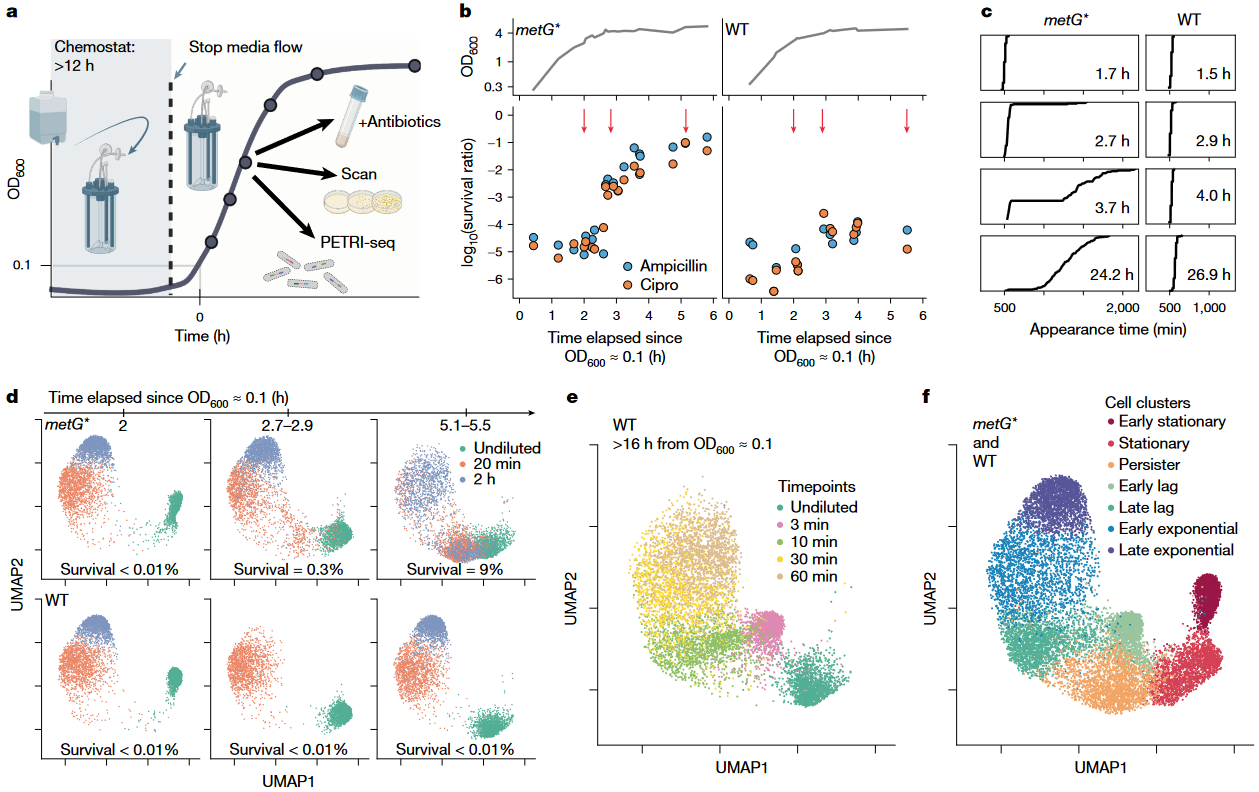 a
Chemostat:
>12 h
Stop media flow
+Antibiotics
Scan
PETRI-seq
OD600
0.1
0
Time (h)
b
metG*
WT
OD600
4
1
0.3
log10(survival ratio)
0
−1
−2
−3
−4
−5
−6
Ampicillin
Cipro
0 1 2 3 4 5 6
0 1 2 3 4 5 6
Time elapsed since
OD600 ≈ 0.1 (h)
Time elapsed since
OD600 ≈ 0.1 (h)
c
metG*
WT
1.7 h
1.5 h
2.7 h
2.9 h
3.7 h
4.0 h
24.2 h
26.9 h
500 2,000
500 1,000
Appearance time (min)
d
Time elapsed since OD600 ≈ 0.1 (h)
2
2.7–2.9
5.1–5.5
metG*
Undiluted
20 min
2 h
Survival < 0.01%
Survival = 0.3%
Survival = 9%
WT
Survival < 0.01%
Survival < 0.01%
Survival < 0.01%
UMAP2
UMAP1
e
WT
>16 h from OD600 ≈ 0.1
Timepoints
Undiluted
3 min
10 min
30 min
60 min
UMAP2
UMAP1
f
metG*
and
WT
Cell clusters
Early stationary
Stationary
Persister
Early lag
Late lag
Early exponential
Late exponential
UMAP2
UMAP1